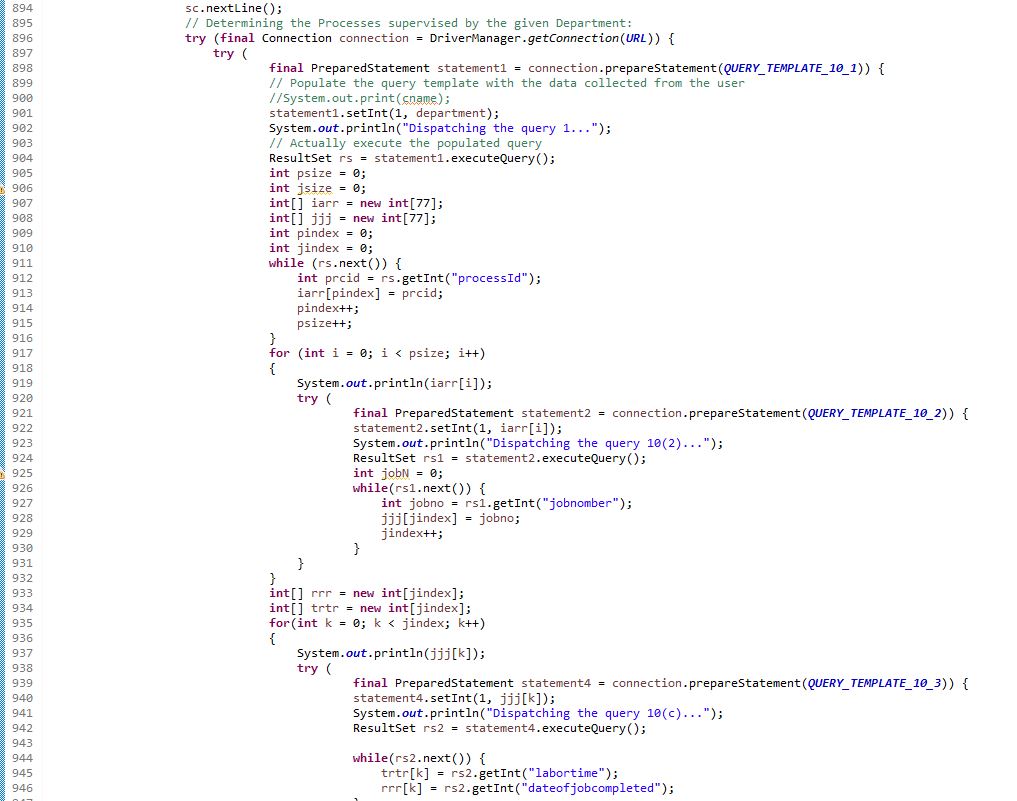 894 sc.nextLine();
895 // Determining the Processes supervised by the given Department:
896 try (final Connection connection = DriverManager.getConnection(URL)) {
897 try (
898 final PreparedStatement statement1 = connection.prepareStatement(QUERY_TEMPLATE_10_1)) {
899 // Populate the query template with the data collected from the user
900 //System.out.print(cname);
901 statement1.setInt(1, department);
902 System.out.println("Dispatching the query 1...");
903 // Actually execute the populated query
904 ResultSet rs = statement1.executeQuery();
905 int psize = 0;
906 int jsize = 0;
907 int[] iarr = new int[77];
908 int[] jjj = new int[77];
909 int pindex = 0;
910 int jindex = 0;
911 while (rs.next()) {
912 int prcid = rs.getInt("processId");
913 iarr[pindex] = prcid;
914 pindex++;
915 psize++;
916 }
917 for (int i = 0; i < psize; i++)
918 {
919 System.out.println(iarr[i]);
920 try (
921 final PreparedStatement statement2 = connection.prepareStatement(QUERY_TEMPLATE_10_2)) {
922 statement2.setInt(1, iarr[i]);
923 System.out.println("Dispatching the query 10(2)...");
924 ResultSet rs1 = statement2.executeQuery();
925 int jobN = 0;
926 while(rs1.next()) {
927 int jobno = rs1.getInt("jobnomber");
928 jjj[jindex] = jobno;
929 jindex++;
930 }
931 }
932 }
933 int[] rrr = new int[jindex];
934 int[] trtr = new int[jindex];
935 for(int k = 0; k < jindex; k++)
936 {
937 System.out.println(jjj[k]);
938 try (
939 final PreparedStatement statement4 = connection.prepareStatement(QUERY_TEMPLATE_10_3)) {
940 statement4.setInt(1, jjj[k]);
941 System.out.println("Dispatching the query 10(c)...");
942 ResultSet rs2 = statement4.executeQuery();
943
944 while(rs2.next()) {
945 trtr[k] = rs2.getInt("labortime");
946 rrr[k] = rs2.getInt("dateofjobcompleted");